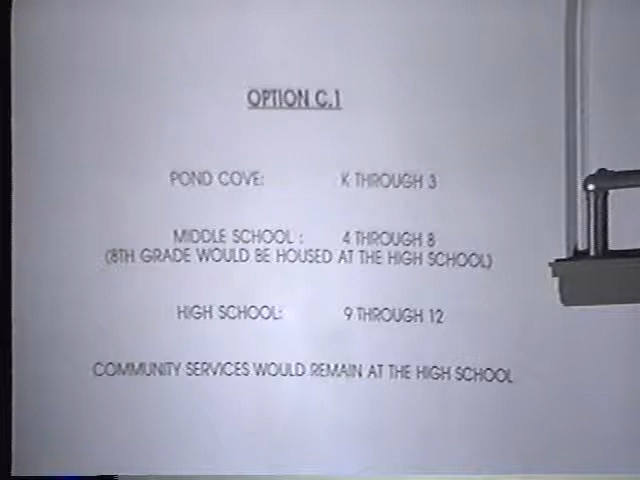 OPTION C.1
POND COVE: K THROUGH 3
MIDDLE SCHOOL : 4 THROUGH 8
(8TH GRADE WOULD BE HOUSED AT THE HIGH SCHOOL)
HIGH SCHOOL: 9 THROUGH 12
COMMUNITY SERVICES WOULD REMAIN AT THE HIGH SCHOOL